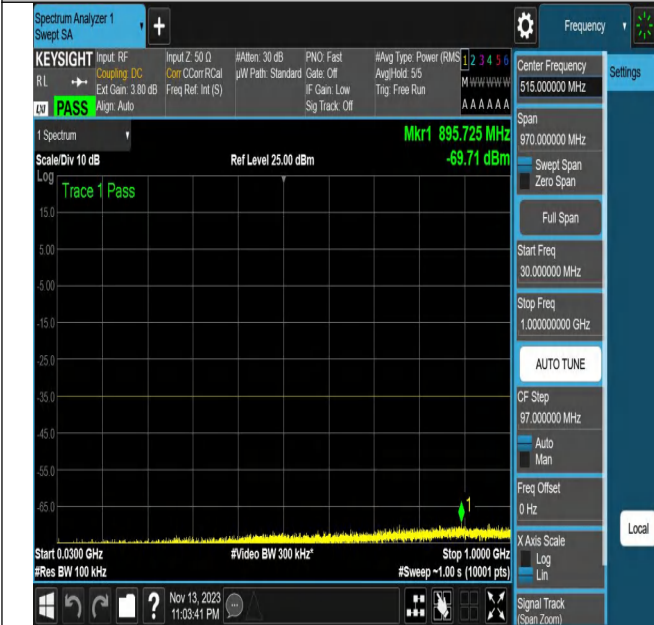 Spectrum Analyzer 1
Swept SA
+
Frequency
KEYSIGHT
RL
PASS
Input: RF
Coupling: DC
Ext Gain: 3.80 dB
Align: Auto
Input Z: 50 Ω
Corr CCorr RCal
Freq Ref: Int (S)
#Atten: 30 dB
µW Path: Standard
PNO: Fast
Gate: Off
IF Gain: Low
Sig Track: Off
#Avg Type: Power (RMS
Avg|Hold: 5/5
Trig: Free Run
1 2 3 4 5 6
M W W W W W
A A A A A A
1 Spectrum
Scale/Div 10 dB
Ref Level 25.00 dBm
Mkr1 895.725 MHz
-69.71 dBm
Log
Trace 1 Pass
15.0
5.00
-5.00
-15.0
-25.0
-35.0
-45.0
-55.0
-65.0
1
Start 0.0300 GHz
#Res BW 100 kHz
#Video BW 300 kHz*
Stop 1.0000 GHz
#Sweep ~1.00 s (10001 pts)
Nov 13, 2023
11:03:41 PM
?
Center Frequency
515.000000 MHz
Settings
Span
970.000000 MHz
Swept Span
Zero Span
Full Span
Start Freq
30.000000 MHz
Stop Freq
1.000000000 GHz
AUTO TUNE
CF Step
97.000000 MHz
Auto
Man
Freq Offset
0 Hz
X Axis Scale
Log
Lin
Local
Signal Track
(Span Zoom)